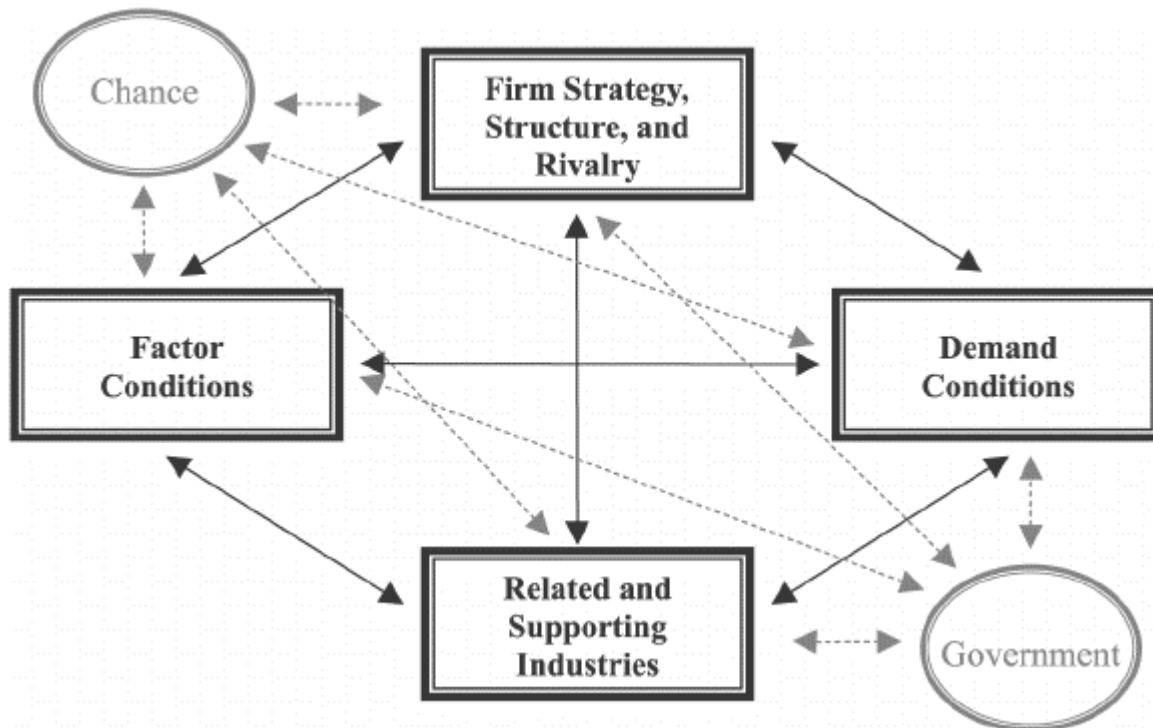 Chance
Firm Strategy,
Structure, and
Rivalry
Factor
Conditions
Demand
Conditions
Related and
Supporting
Industries
Government